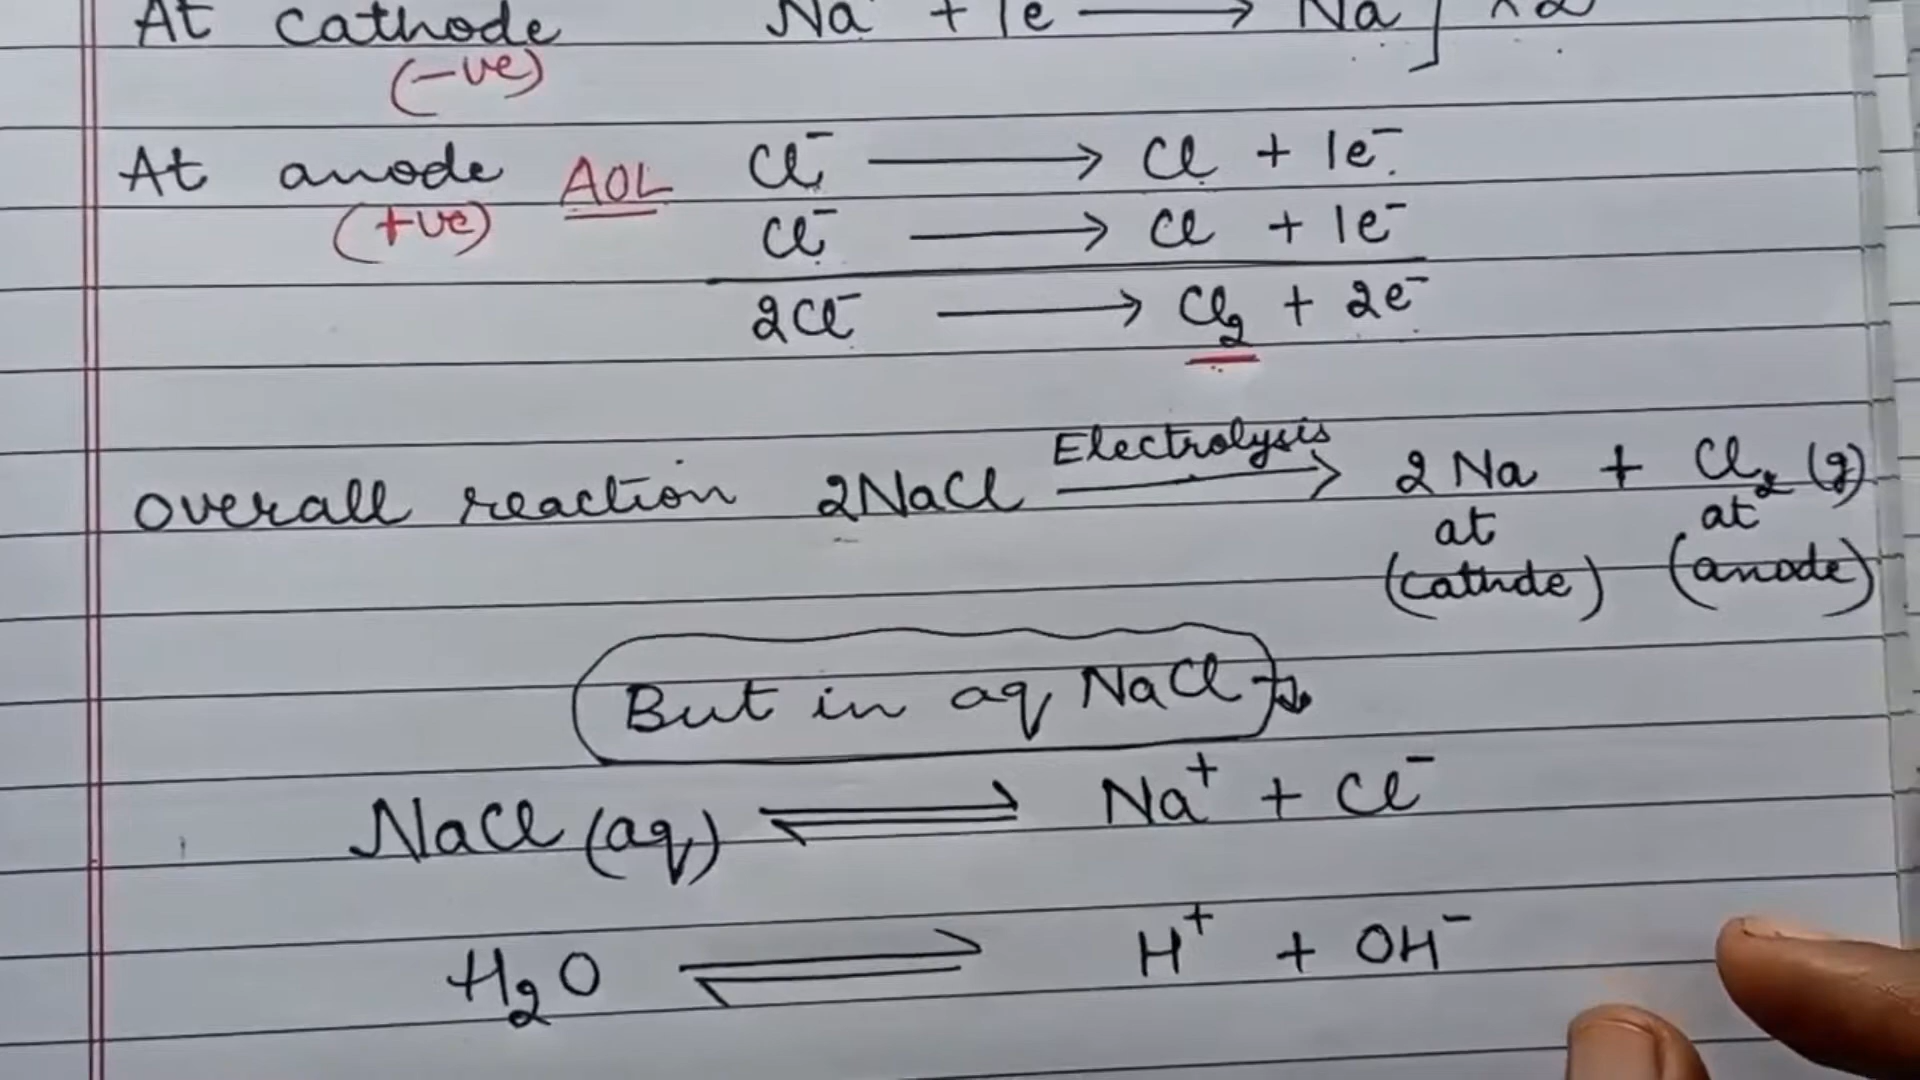 At cathode Na + 1e ⟶ Na ] ×2
(-ve)
At anode AOL Cl⁻ ⟶ Cl + 1e⁻
(+ve) Cl⁻ ⟶ Cl + 1e⁻
2Cl⁻ ⟶ Cl₂ + 2e⁻
Overall reaction 2NaCl Electrolysis ⟶ 2Na + Cl₂ (g)
at at
(cathde) (anode)
But in aq NaCl
NaCl (aq) ⇌ Na⁺ + Cl⁻
H₂O ⇌ H⁺ + OH⁻